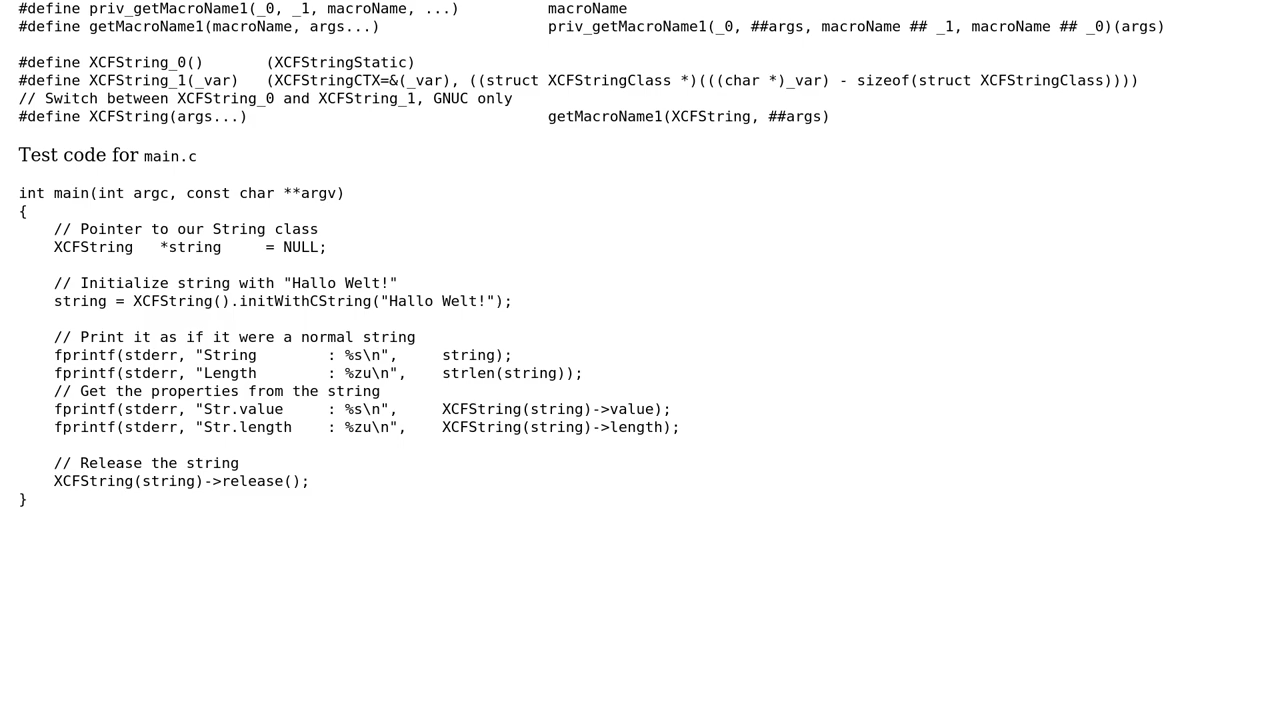 #define priv_getMacroName1(_0, _1, macroName, ...)          macroName
#define getMacroName1(macroName, args...)                   priv_getMacroName1(_0, ##args, macroName ## _1, macroName ## _0)(args)
#define XCFString_0()       (XCFStringStatic)
#define XCFString_1(_var)   (XCFStringCTX=&(_var), ((struct XCFStringClass *)(((char *)_var) - sizeof(struct XCFStringClass))))
// Switch between XCFString_0 and XCFString_1, GNUC only
#define XCFString(args...)                                  getMacroName1(XCFString, ##args)
Test code for main.c
int main(int argc, const char **argv)
{
    // Pointer to our String class
    XCFString   *string     = NULL;
    // Initialize string with "Hallo Welt!"
    string = XCFString().initWithCString("Hallo Welt!");
    // Print it as if it were a normal string
    fprintf(stderr, "String        : %s\n",     string);
    fprintf(stderr, "Length        : %zu\n",    strlen(string));
    // Get the properties from the string
    fprintf(stderr, "Str.value     : %s\n",     XCFString(string)->value);
    fprintf(stderr, "Str.length    : %zu\n",    XCFString(string)->length);
    // Release the string
    XCFString(string)->release();
}